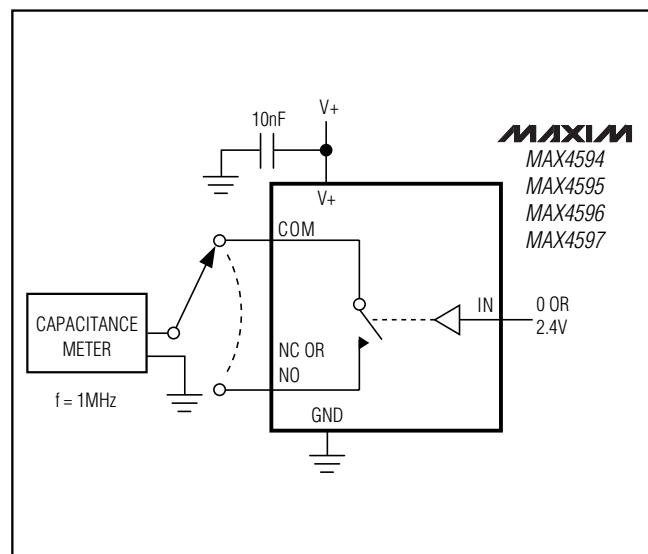 10nF
V+
MAXIM
MAX4594
MAX4595
MAX4596
MAX4597
V+
COM
IN
0 OR
2.4V
CAPACITANCE
METER
NC OR
NO
f = 1MHz
GND